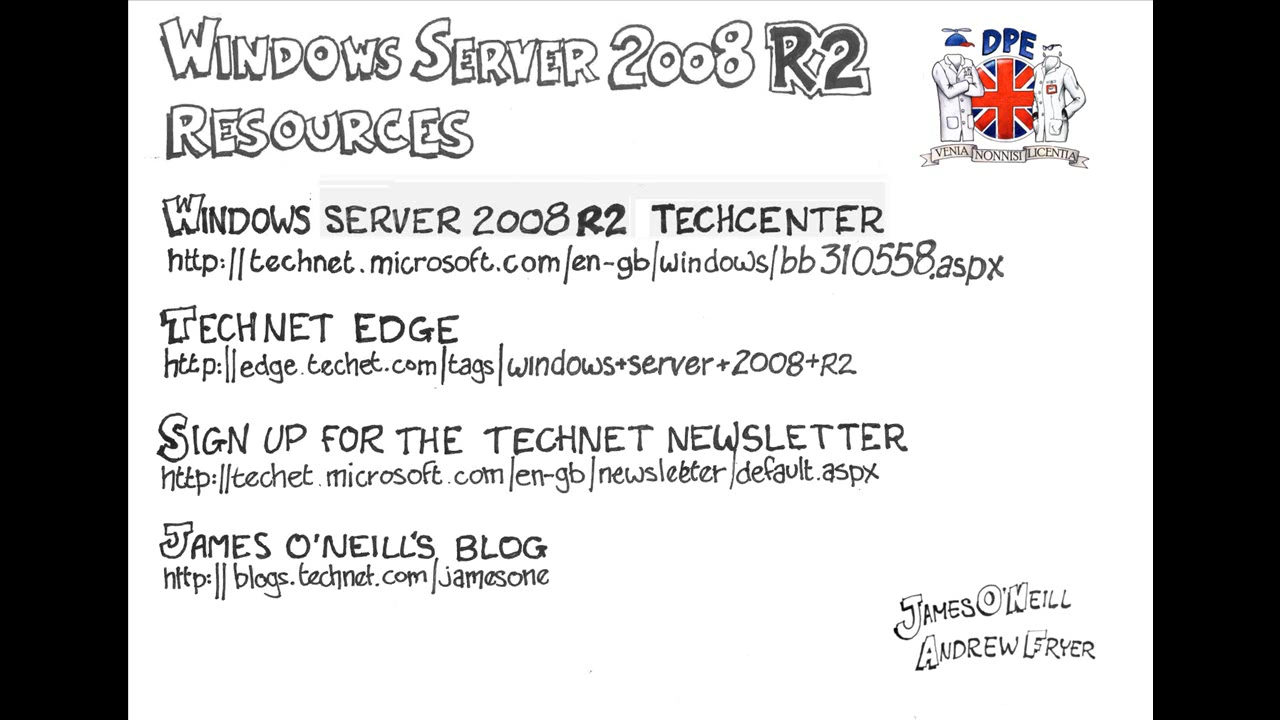 WINDOWS SERVER 2008 R2
RESOURCES
DPE
VENIA NONNISI LICENTIA
WINDOWS SERVER 2008 R2 TECHCENTER
http://technet.microsoft.com/en-gb/windows/bb310558.aspx
TECHNET EDGE
http://edge.techet.com/tags/windows+server+2008+R2
SIGN UP FOR THE TECHNET NEWSLETTER
http://techet.microsoft.com/en-gb/newsletter/default.aspx
JAMES O'NEILL'S BLOG
http://blogs.technet.com/jamesone
JAMES O'NEILL
ANDREW FRYER